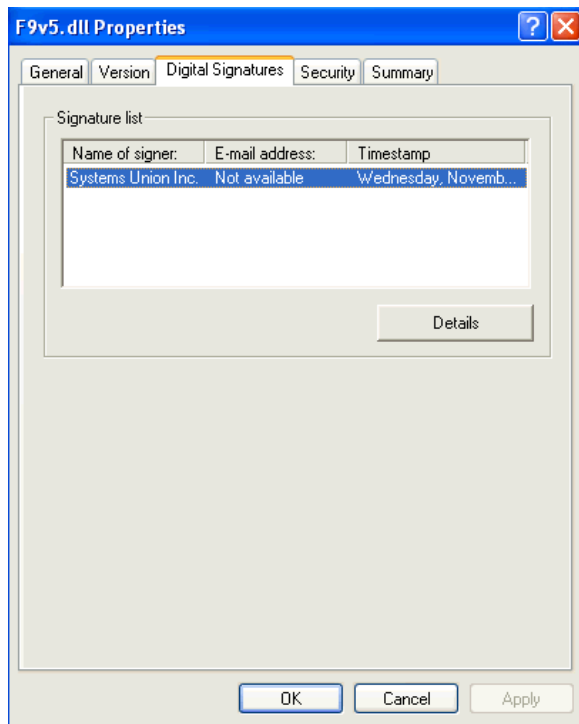 F9v5.dll Properties
General Version Digital Signatures Security Summary
Signature list
Name of signer: E-mail address: Timestamp
Systems Union Inc. Not available Wednesday, Novemb...
Details
OK Cancel Apply